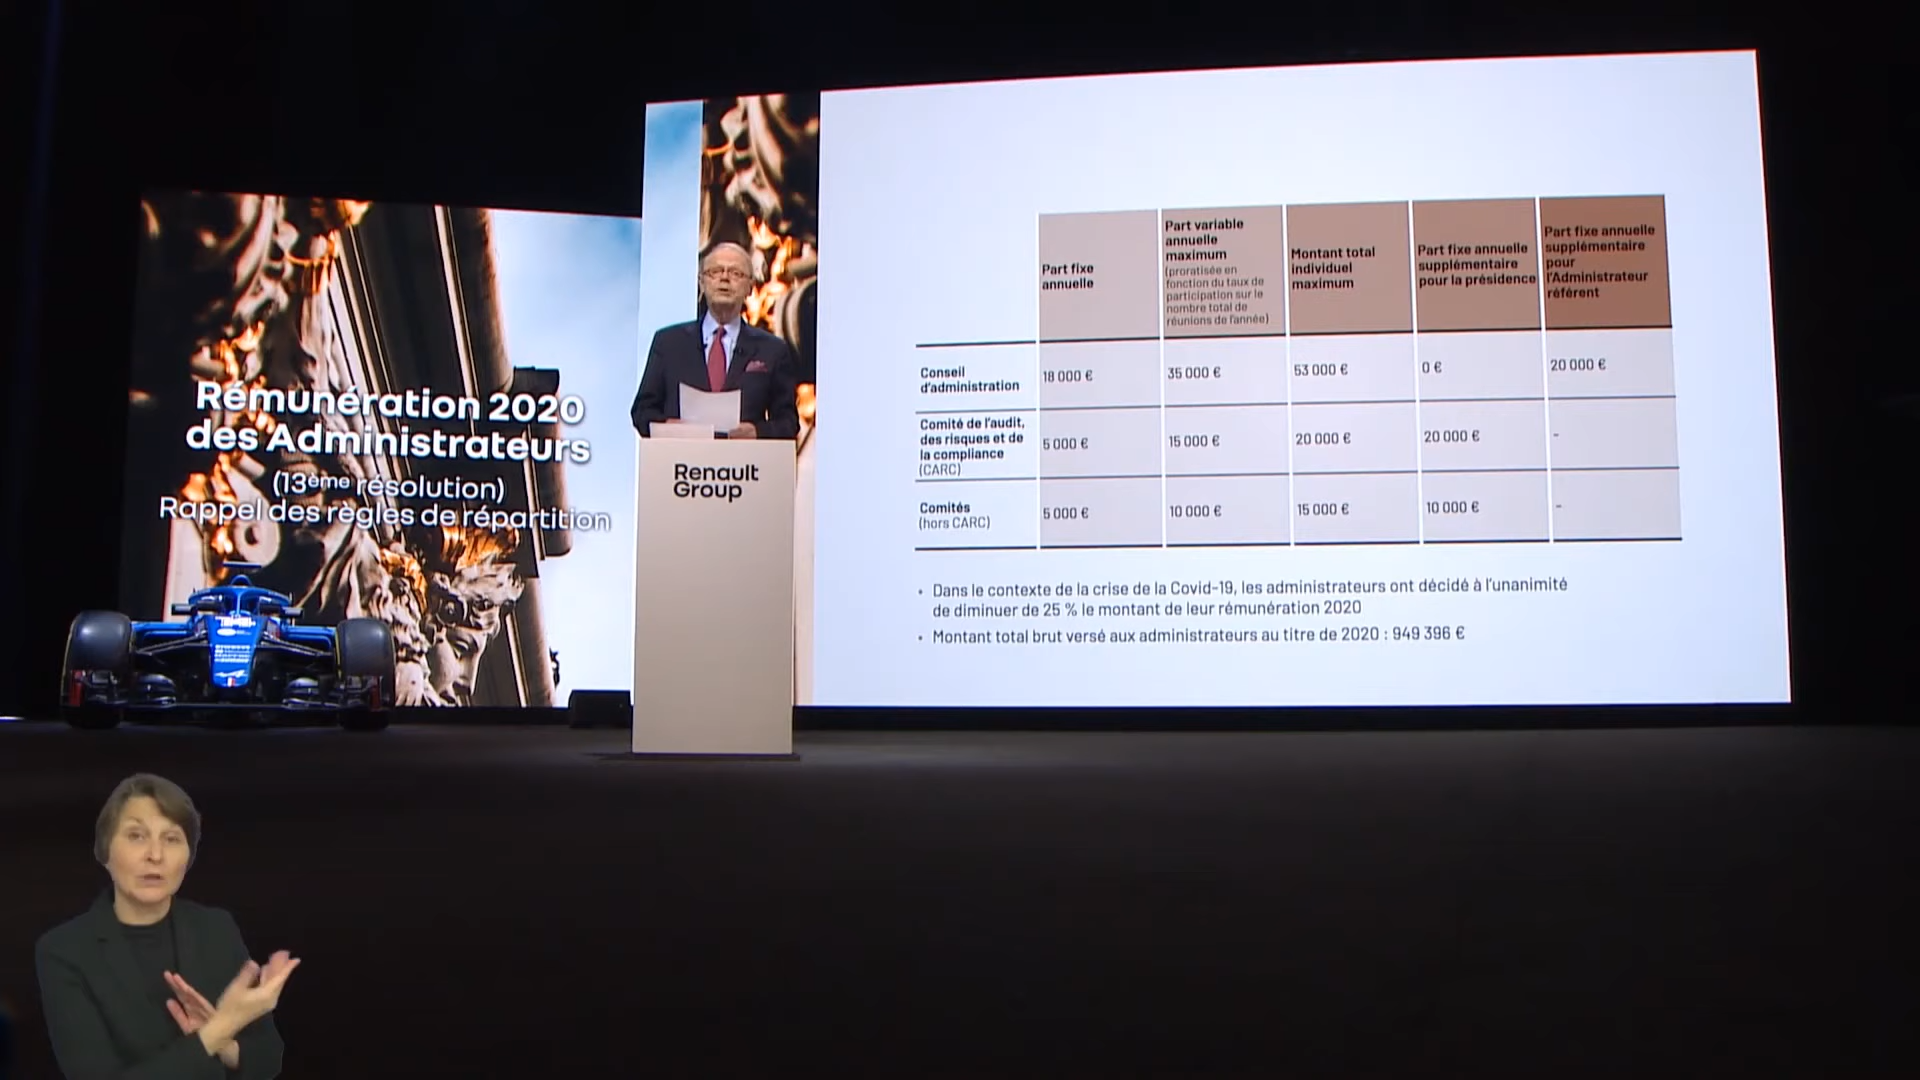 Rémunération 2020
des Administrateurs
(13ème résolution)
Rappel des règles de répartition
Renault
Group
Part fixe
annuelle
Part variable
annuelle
maximum
(proratisée en
fonction du taux de
participation sur le
nombre total de
réunions de l'année)
Montant total
individuel
maximum
Part fixe annuelle
supplémentaire
pour la présidence
Part fixe annuelle
supplémentaire
pour
l'Administrateur
référent
Conseil
d'administration
18 000 €
35 000 €
53 000 €
0 €
20 000 €
Comité de l'audit,
des risques et de
la compliance
(CARC)
5 000 €
15 000 €
20 000 €
20 000 €
-
Comités
(hors CARC)
5 000 €
10 000 €
15 000 €
10 000 €
-
• Dans le contexte de la crise de la Covid-19, les administrateurs ont décidé à l'unanimité
de diminuer de 25 % le montant de leur rémunération 2020
• Montant total brut versé aux administrateurs au titre de 2020 : 949 396 €